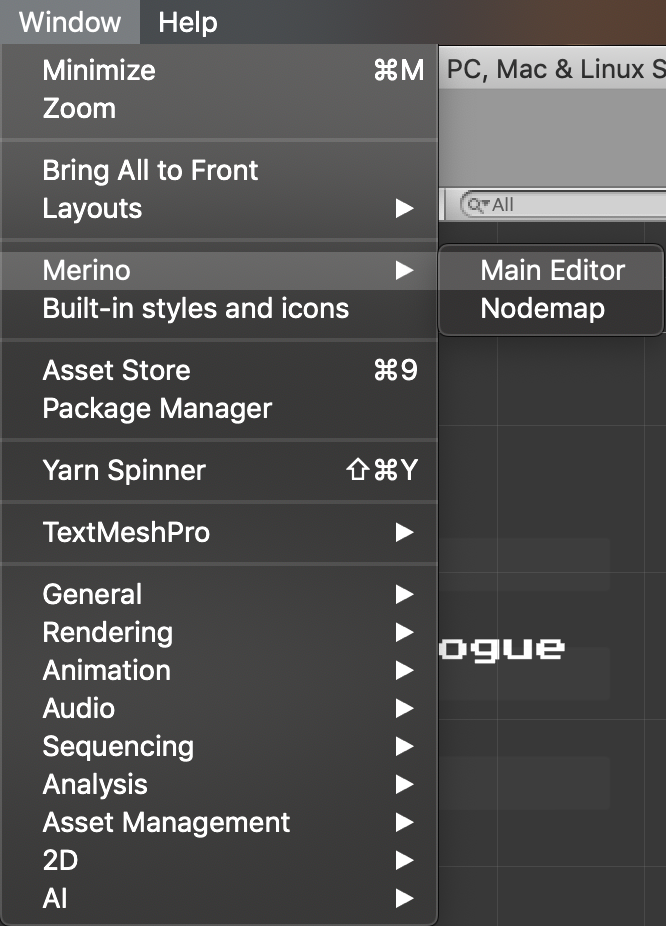 Window Help
Minimize ⌘M
Zoom
Bring All to Front
Layouts ▶
Merino ▶
Built-in styles and icons
Asset Store ⌘9
Package Manager
Yarn Spinner ⇧⌘Y
TextMeshPro ▶
General ▶
Rendering ▶
Animation ▶
Audio ▶
Sequencing ▶
Analysis ▶
Asset Management ▶
2D ▶
AI ▶
Main Editor
Nodemap
PC, Mac & Linux S
All
ogue